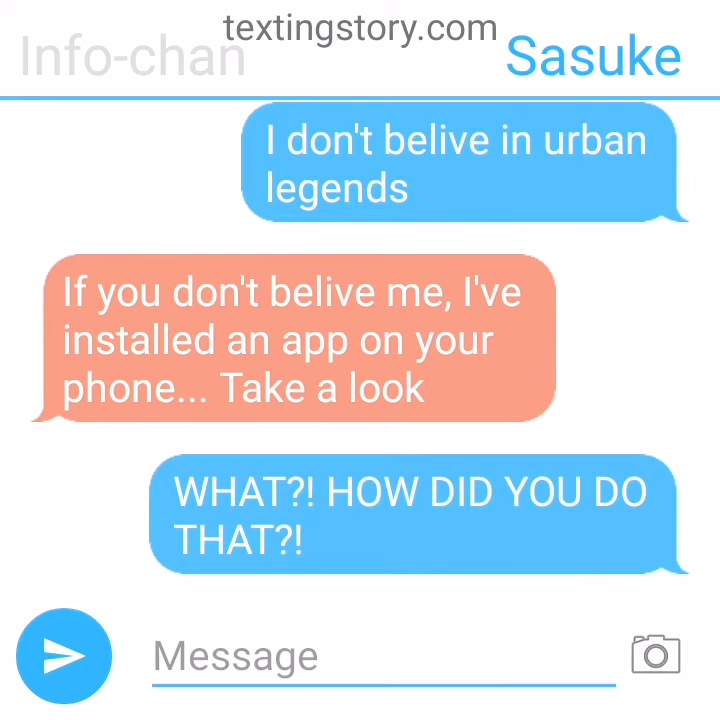 textingstory.com
Info-chan
Sasuke
I don't belive in urban
legends
If you don't belive me, I've
installed an app on your
phone... Take a look
WHAT?! HOW DID YOU DO
THAT?!
Message